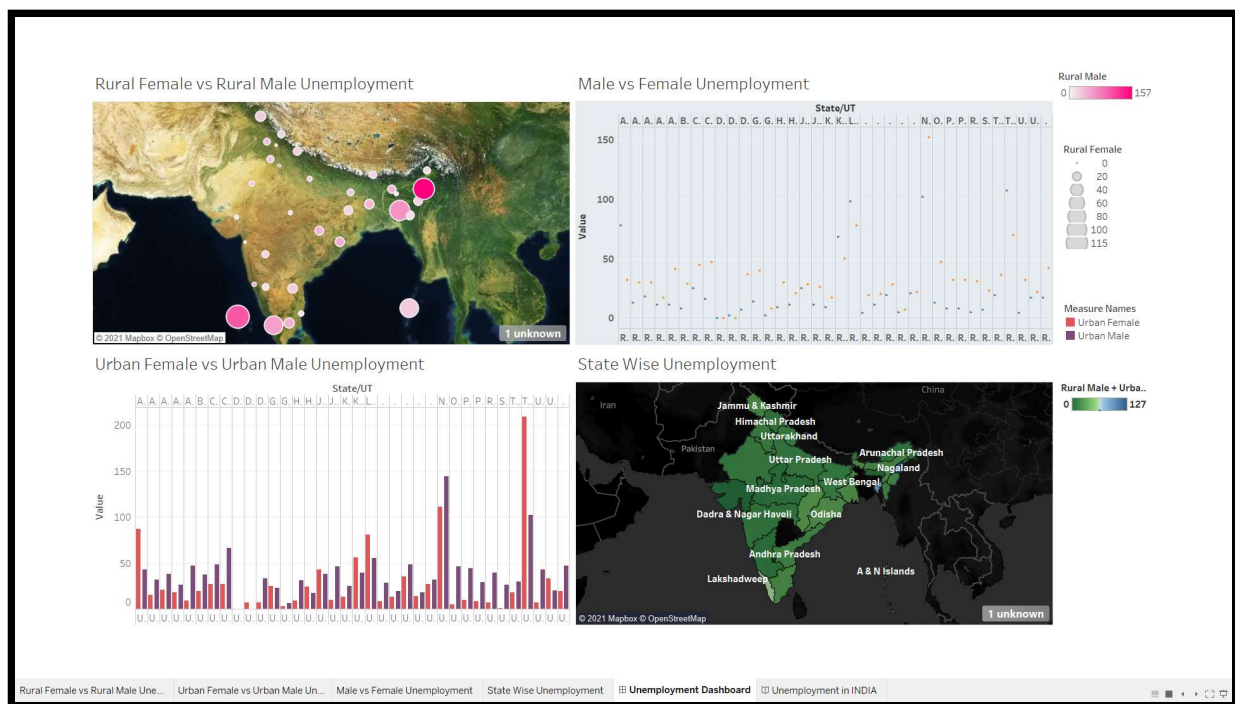 Rural Female vs Rural Male Unemployment
© 2021 Mapbox © OpenStreetMap
1 unknown
Male vs Female Unemployment
State/UT
A. A. A. A. A. B. C. C. D. D. D. G. G. H. H. J.. J.. K. K.. L.. . . . . . . N. O. P. P. R. S. T.. T.. U. U. .
150
100
50
0
Value
R. R. R. R. R. R. R. R. R. R. R. R. R. R. R. R. R. R. R. R. R. R. R. R. R. R. R. R. R. R. R. R. R. R. R. R. R.
Rural Male
0 157
Rural Female
0
20
40
60
80
100
115
Measure Names
Urban Female
Urban Male
Urban Female vs Urban Male Unemployment
State/UT
A. A. A. A. A. B. C. C. D. D. D. G. G. H. H. J.. J.. K. K.. L.. . . . . . . N. O. P. P. R. S. T.. T.. U. U. .
200
150
100
50
0
Value
U. U. U. U. U. U. U. U. U. U. U. U. U. U. U. U. U. U. U. U. U. U. U. U. U. U. U. U. U. U. U. U. U. U. U. U. U.
State Wise Unemployment
China
Iran
Jammu & Kashmir
Himachal Pradesh
Uttarakhand
Pakistan
Arunachal Pradesh
Uttar Pradesh
Nagaland
West Bengal
Madhya Pradesh
Dadra & Nagar Haveli
Odisha
Andhra Pradesh
Lakshadweep
A & N Islands
© 2021 Mapbox © OpenStreetMap
1 unknown
Rural Male + Urba..
0 127
Rural Female vs Rural Male Une...
Urban Female vs Urban Male Un...
Male vs Female Unemployment
State Wise Unemployment
Unemployment Dashboard
Unemployment in INDIA